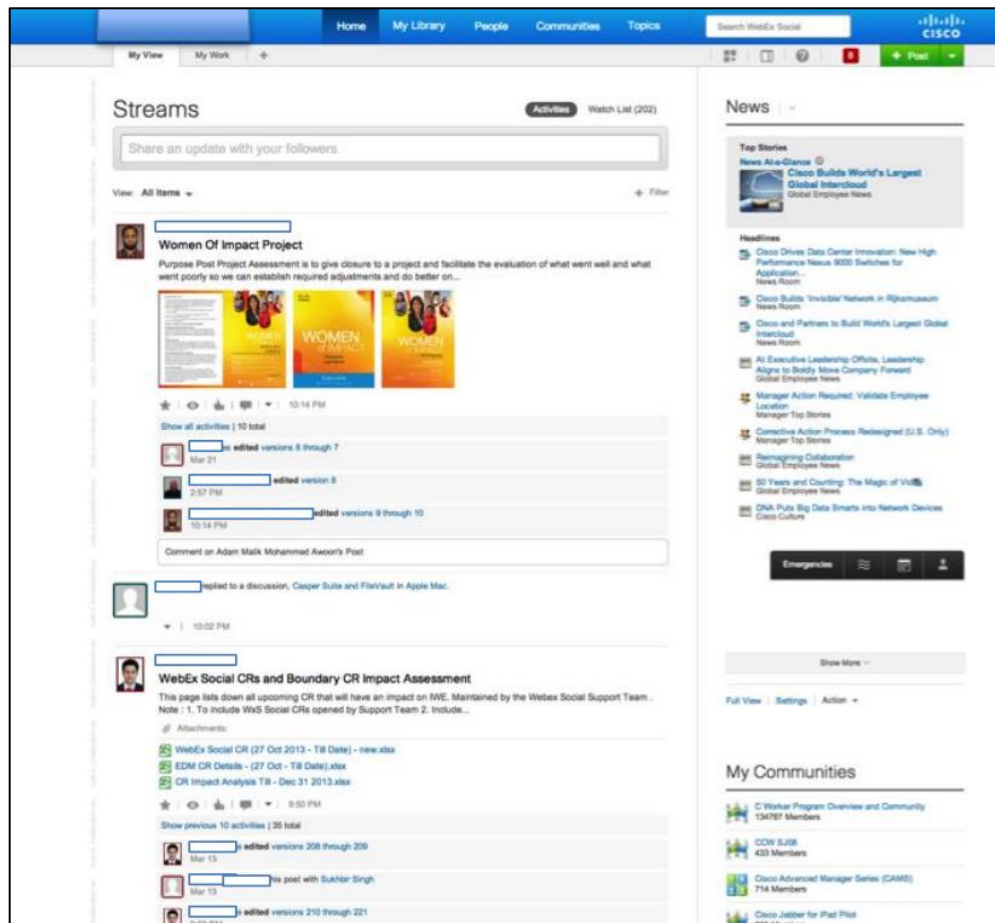 Home My Library People Communities Topics Search WebEx Social CISCO
My View My Work + 8 + Post
Streams
Activities Watch List (202)
Share an update with your followers
View: All Items + Filter
Women Of Impact Project
Purpose Post Project Assessment is to give closure to a project and facilitate the evaluation of what went well and what
went poorly so we can establish required adjustments and do better on...
WOMEN
of IMPACT
10:14 PM
Show all activities | 10 total
edited versions 6 through 7
Mar 21
edited version 8
2:57 PM
edited versions 9 through 10
10:14 PM
Comment on Adam Malik Mohammed Awoon's Post
replied to a discussion, Casper Suite and FileVault in Apple Mac.
10:02 PM
WebEx Social CRs and Boundary CR Impact Assessment
This page lists down all upcoming CR that will have an impact on IWE. Maintained by the Webex Social Support Team .
Note : 1. To include WxS Social CRs opened by Support Team 2. Include...
Attachments:
WebEx Social CR (27 Oct 2013 - Till Date) - new.xlsx
EDM CR Details - (27 Oct - Till Date).xlsx
CR Impact Analysis Till - Dec 31 2013.xlsx
9:50 PM
Show previous 10 activities | 35 total
edited versions 208 through 209
Mar 13
his post with Sukhbir Singh
Mar 13
edited versions 210 through 221
News
Top Stories
News At-a-Glance
Cisco Builds World's Largest
Global Intercloud
Global Employee News
Headlines
Cisco Drives Data Center Innovation: New High
Performance Nexus 9000 Switches for
Application...
News Room
Cisco Builds 'Invisible' Network in Rijksmuseum
News Room
Cisco and Partners to Build World's Largest Global
Intercloud
News Room
At Executive Leadership Offsite, Leadership
Aligns to Boldly Move Company Forward
Global Employee News
Manager Action Required: Validate Employee
Location
Manager Top Stories
Corrective Action Process Redesigned (U.S. Only)
Manager Top Stories
Reimagining Collaboration
Global Employee News
50 Years and Counting: The Magic of
Global Employee News
DNA Puts Big Data Smarts into Network Devices
Cisco Culture
Emergencies
Show More
Full View | Settings | Action
My Communities
C Worker Program Overview and Community
134767 Members
CCW SJ08
433 Members
Cisco Advanced Manager Series (CAMS)
714 Members
Cisco Jabber for iPad Pilot